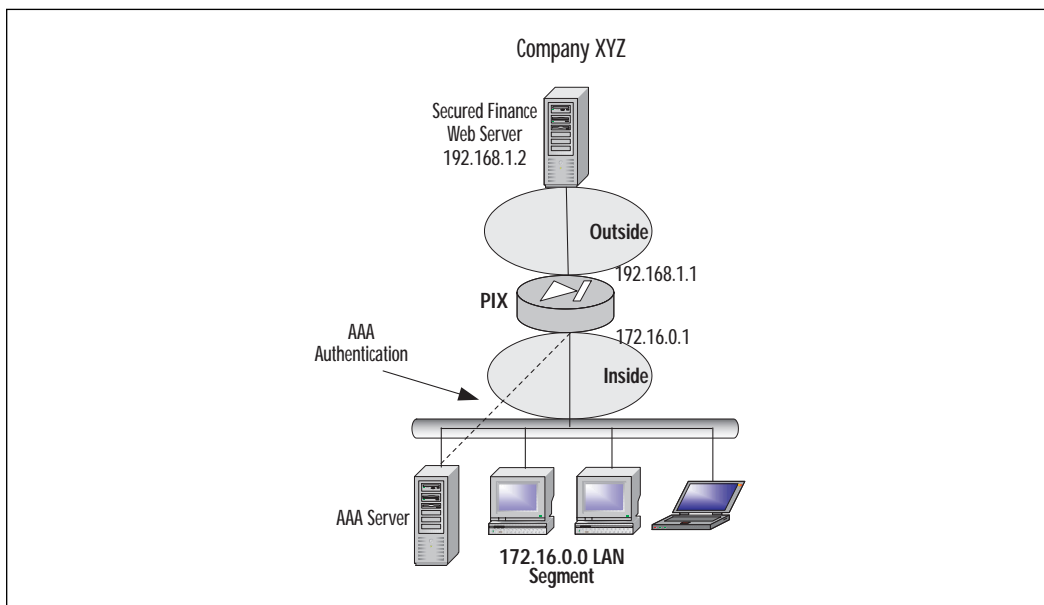 Company XYZ
Secured Finance
Web Server
192.168.1.2
Outside
192.168.1.1
PIX
172.16.0.1
AAA
Authentication
Inside
AAA Server
172.16.0.0 LAN
Segment